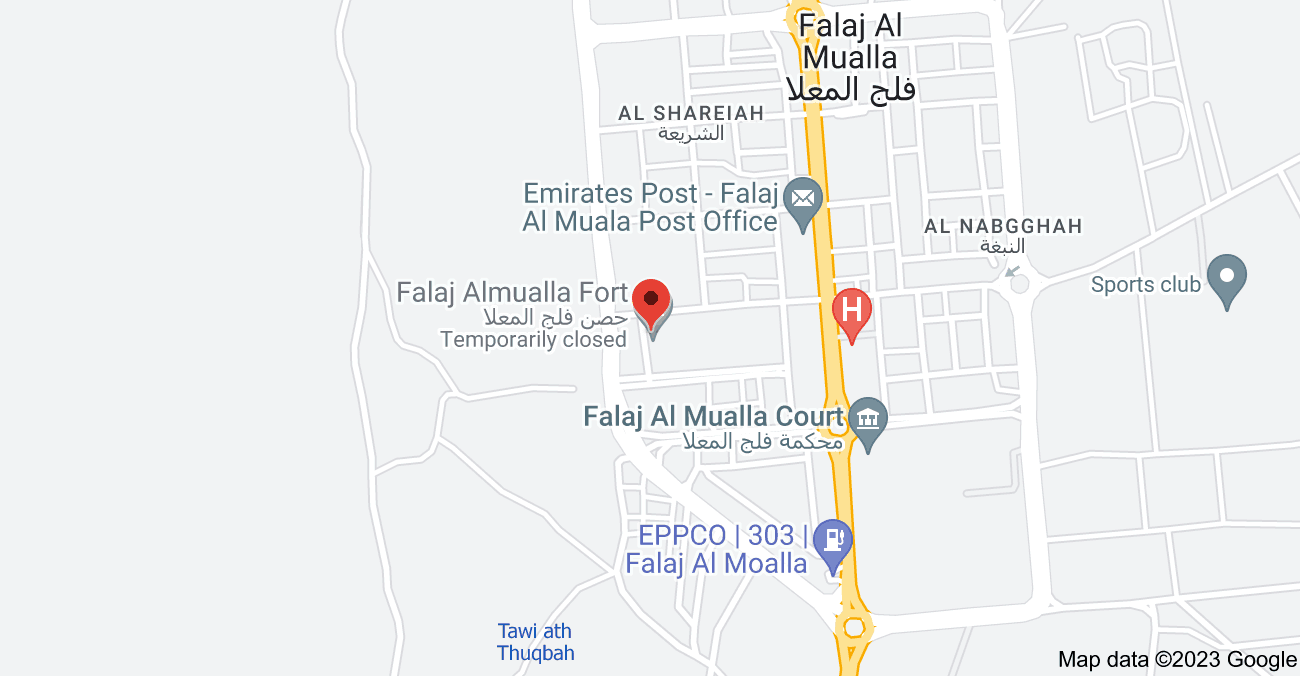 Falaj Al
Mualla
فلج المعلا
AL SHAREIAH
الشريعة
Emirates Post - Falaj
Al Muala Post Office
AL NABGGHAH
النبغة
Sports club
Falaj Almualla Fort
حصن فلج المعلا
Temporarily closed
H
Falaj Al Mualla Court
محكمة فلج المعلا
EPPCO | 303 |
Falaj Al Moalla
Tawi ath
Thuqbah
Map data ©2023 Google